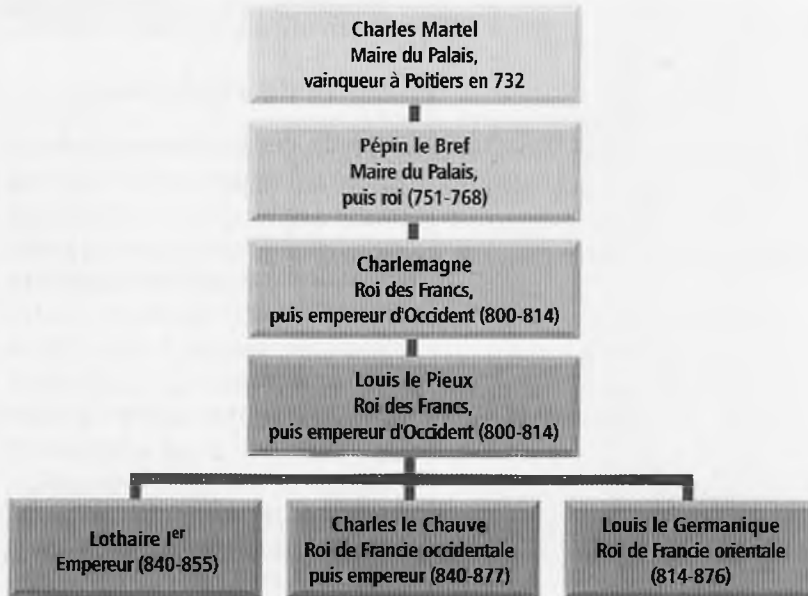 Charles Martel
Maire du Palais,
vainqueur à Poitiers en 732
Pépin le Bref
Maire du Palais,
puis roi (751-768)
Charlemagne
Roi des Francs,
puis empereur d'Occident (800-814)
Louis le Pieux
Roi des Francs,
puis empereur d'Occident (800-814)
Lothaire Ier
Empereur (840-855)
Charles le Chauve
Roi de Francie occidentale
puis empereur (840-877)
Louis le Germanique
Roi de Francie orientale
(814-876)